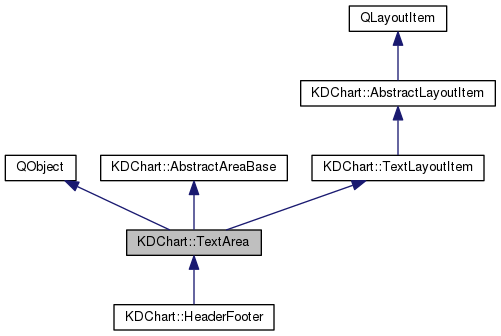 QLayoutItem
KDChart::AbstractLayoutItem
QObject
KDChart::AbstractAreaBase
KDChart::TextLayoutItem
KDChart::TextArea
KDChart::HeaderFooter